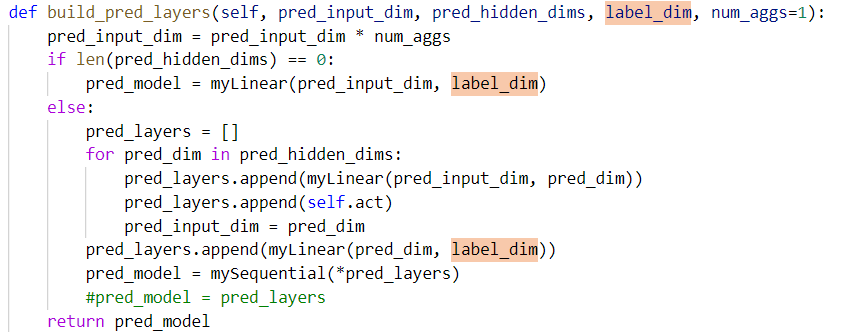 def build_pred_layers(self, pred_input_dim, pred_hidden_dims, label_dim, num_aggs=1):
    pred_input_dim = pred_input_dim * num_aggs
    if len(pred_hidden_dims) == 0:
        pred_model = myLinear(pred_input_dim, label_dim)
    else:
        pred_layers = []
        for pred_dim in pred_hidden_dims:
            pred_layers.append(myLinear(pred_input_dim, pred_dim))
            pred_layers.append(self.act)
            pred_input_dim = pred_dim
        pred_layers.append(myLinear(pred_dim, label_dim))
        pred_model = mySequential(*pred_layers)
        #pred_model = pred_layers
    return pred_model